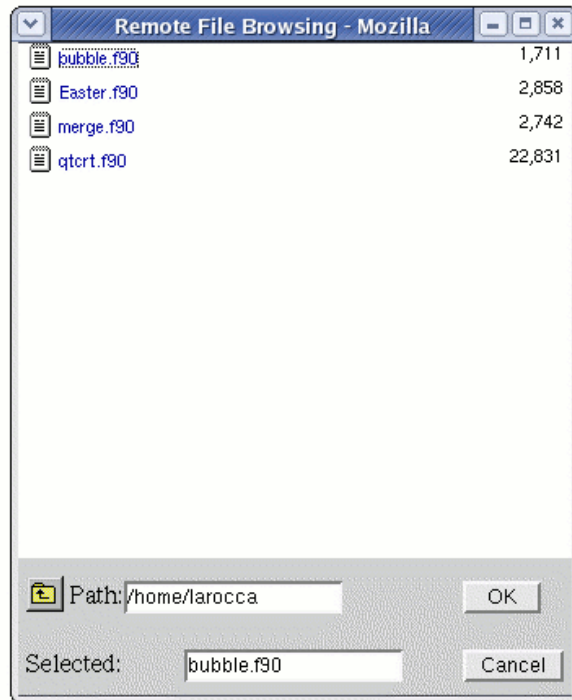 Remote File Browsing - Mozilla
bubble.f90 1,711
Easter.f90 2,858
merge.f90 2,742
qtcrt.f90 22,831
Path: /home/larocca OK
Selected: bubble.f90 Cancel